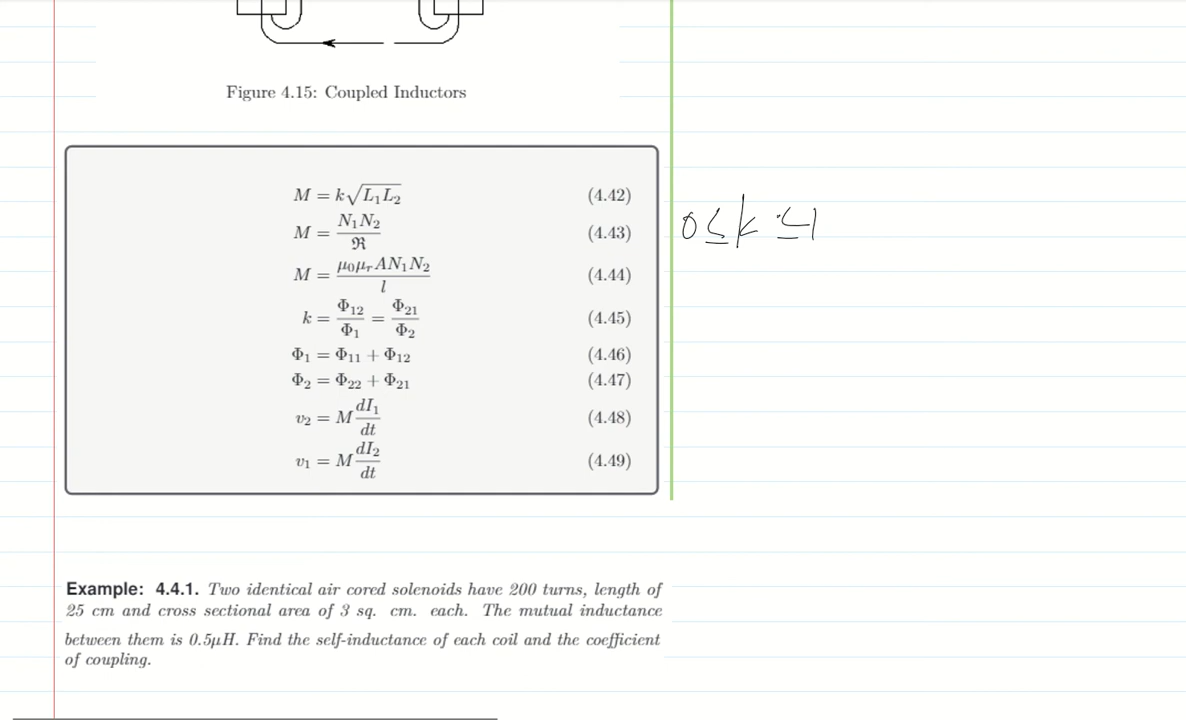 Figure 4.15: Coupled Inductors
M = k√L₁L₂ (4.42)
0 ≤ k ≤ 1
M = N₁N₂/ℜ (4.43)
M = μ₀μᵣAN₁N₂/l (4.44)
k = Φ₁₂/Φ₁ = Φ₂₁/Φ₂ (4.45)
Φ₁ = Φ₁₁ + Φ₁₂ (4.46)
Φ₂ = Φ₂₂ + Φ₂₁ (4.47)
v₂ = M dI₁/dt (4.48)
v₁ = M dI₂/dt (4.49)
Example: 4.4.1. Two identical air cored solenoids have 200 turns, length of
25 cm and cross sectional area of 3 sq. cm. each. The mutual inductance
between them is 0.5μH. Find the self-inductance of each coil and the coefficient
of coupling.